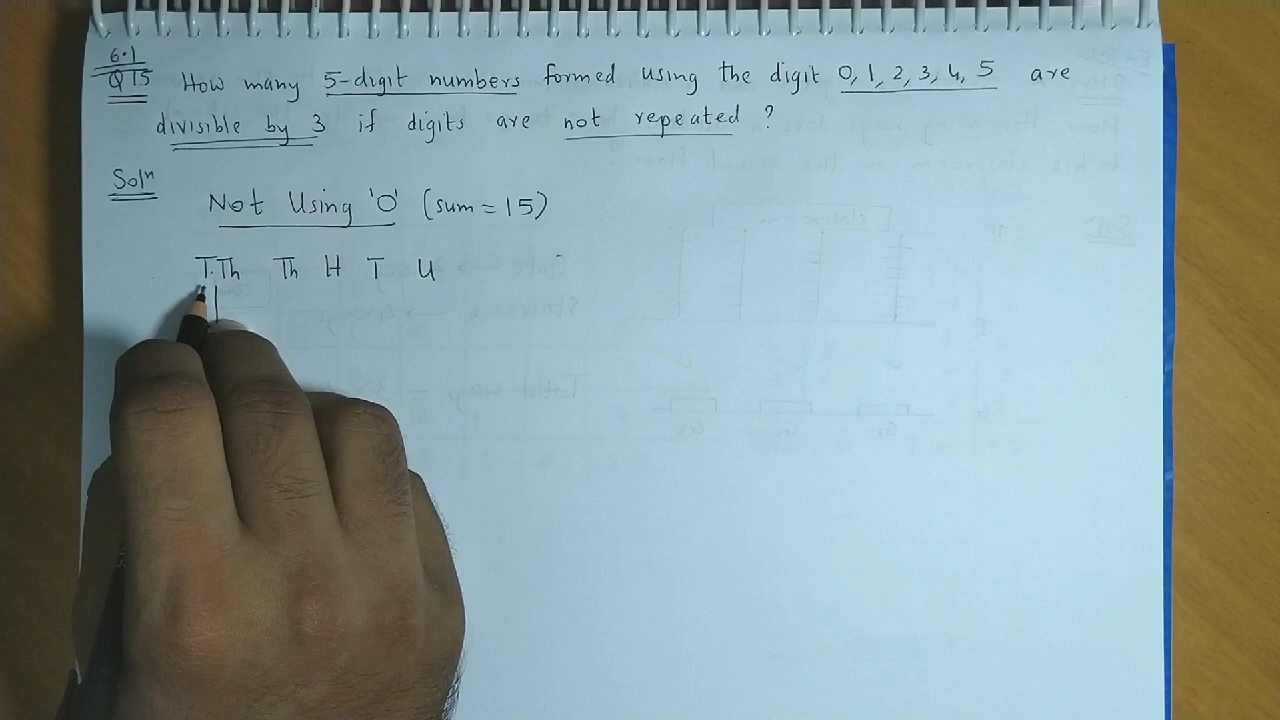 6.1
Q15 How many 5-digit numbers formed using the digit 0, 1, 2, 3, 4, 5 are
divisible by 3 if digits are not repeated ?
Solⁿ
Not Using '0' (sum = 15)
T.Th Th H T U